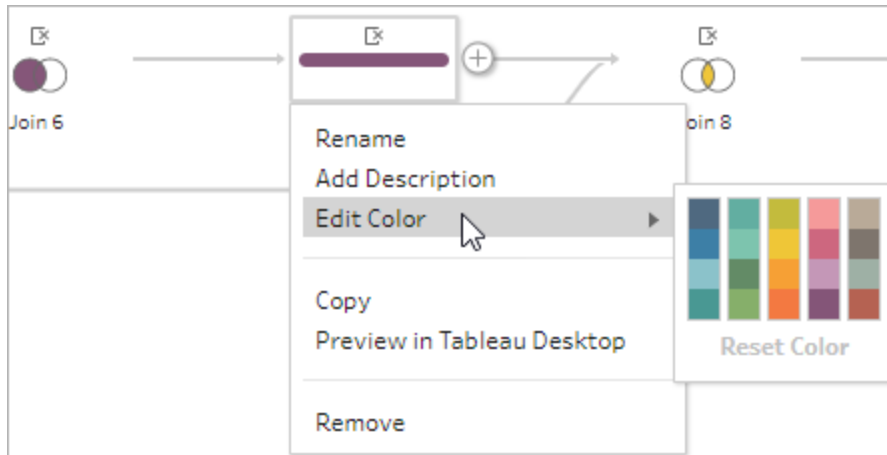 Join 6
oin 8
Rename
Add Description
Edit Color
Copy
Preview in Tableau Desktop
Remove
Reset Color